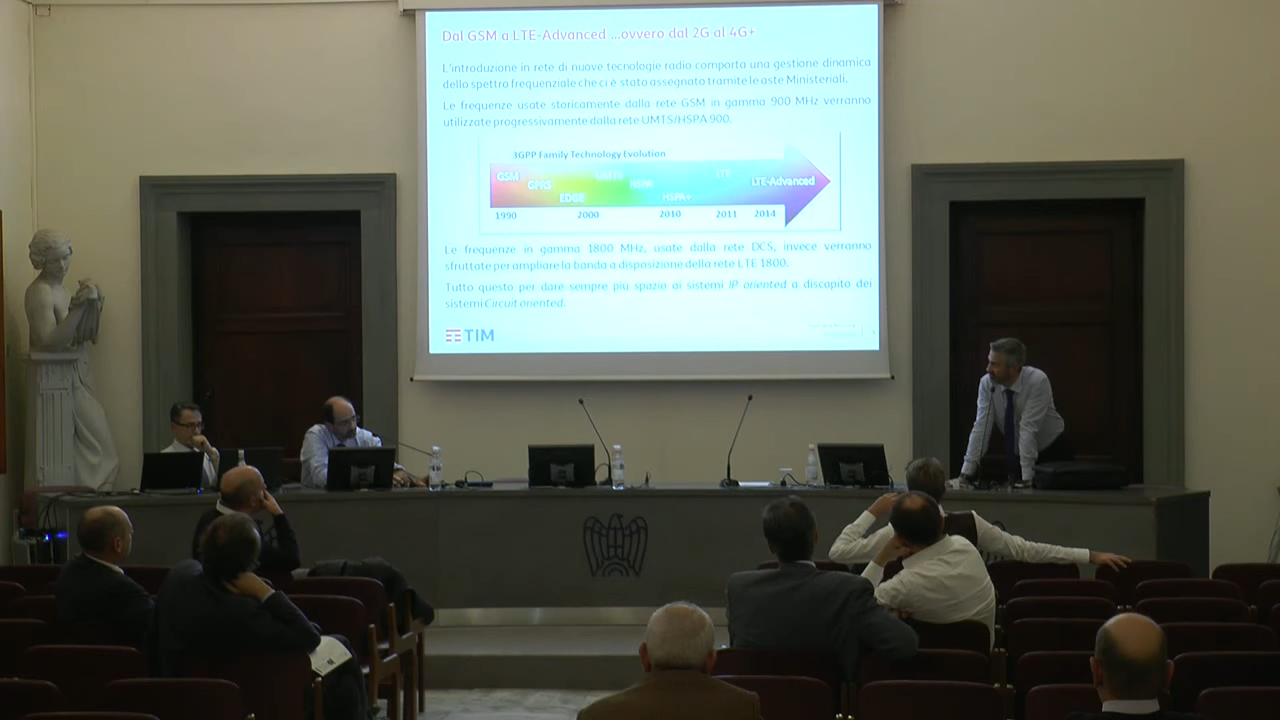 Dal GSM a LTE-Advanced ...ovvero dal 2G al 4G+
L'introduzione in rete di nuove tecnologie radio comporta una gestione dinamica
dello spettro frequenziale che ci è stato assegnato tramite le aste Ministeriali.
Le frequenze usate storicamente dalla rete GSM in gamma 900 MHz verranno
utilizzate progressivamente dalla rete UMTS/HSPA 900.
3GPP Family Technology Evolution
GSM
GPRS
EDGE
UMTS
HSPA
HSPA+
LTE
LTE-Advanced
1990 2000 2010 2011 2014
Le frequenze in gamma 1800 MHz, usate dalla rete DCS, invece verranno
sfruttate per ampliare la banda a disposizione della rete LTE 1800.
Tutto questo per dare sempre più spazio ai sistemi IP oriented a discapito dei
sistemi Circuit oriented.
TIM